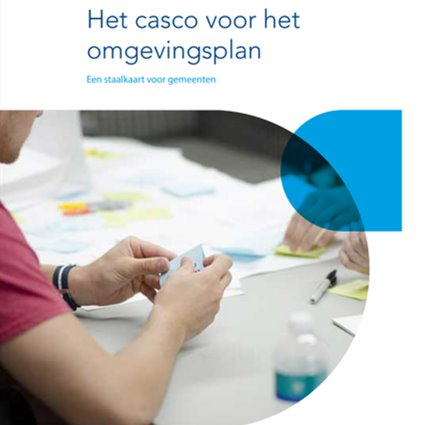 Het casco voor het
omgevingsplan
Een staalkaart voor gemeenten